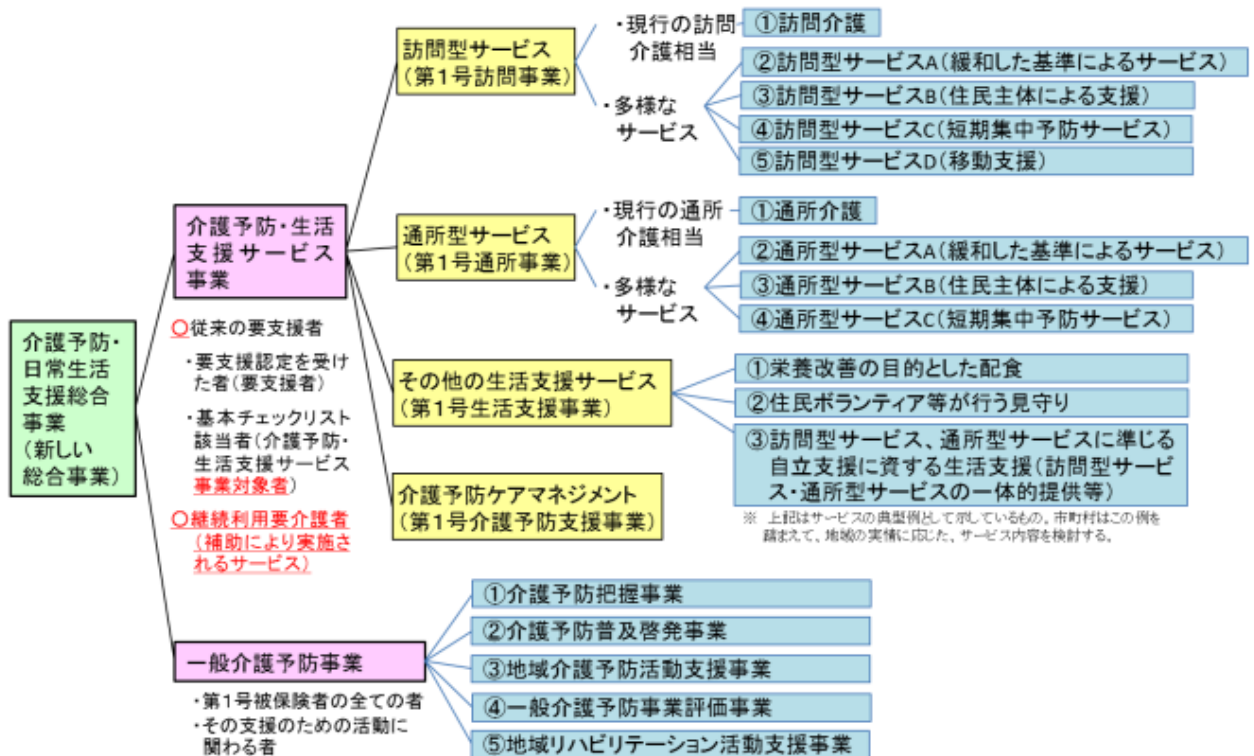 介護予防・
日常生活
支援総合
事業
(新しい
総合事業)
介護予防・生活
支援サービス
事業
〇従来の要支援者
・要支援認定を受け
た者(要支援者)
・基本チェックリスト
該当者(介護予防・
生活支援サービス
事業対象者)
〇継続利用要介護者
(補助により実施さ
れるサービス)
訪問型サービス
(第1号訪問事業)
・現行の訪問
介護相当
①訪問介護
・多様な
サービス
②訪問型サービスA(緩和した基準によるサービス)
③訪問型サービスB(住民主体による支援)
④訪問型サービスC(短期集中予防サービス)
⑤訪問型サービスD(移動支援)
通所型サービス
(第1号通所事業)
・現行の通所
介護相当
①通所介護
・多様な
サービス
②通所型サービスA(緩和した基準によるサービス)
③通所型サービスB(住民主体による支援)
④通所型サービスC(短期集中予防サービス)
その他の生活支援サービス
(第1号生活支援事業)
①栄養改善の目的とした配食
②住民ボランティア等が行う見守り
③訪問型サービス、通所型サービスに準じる
自立支援に資する生活支援(訪問型サービ
ス・通所型サービスの一体的提供等)
※ 上記はサービスの典型例として示しているもの。市町村はこの例を
踏まえて、地域の実情に応じた、サービス内容を検討する。
介護予防ケアマネジメント
(第1号介護予防支援事業)
一般介護予防事業
・第1号被保険者の全ての者
・その支援のための活動に
関わる者
①介護予防把握事業
②介護予防普及啓発事業
③地域介護予防活動支援事業
④一般介護予防事業評価事業
⑤地域リハビリテーション活動支援事業